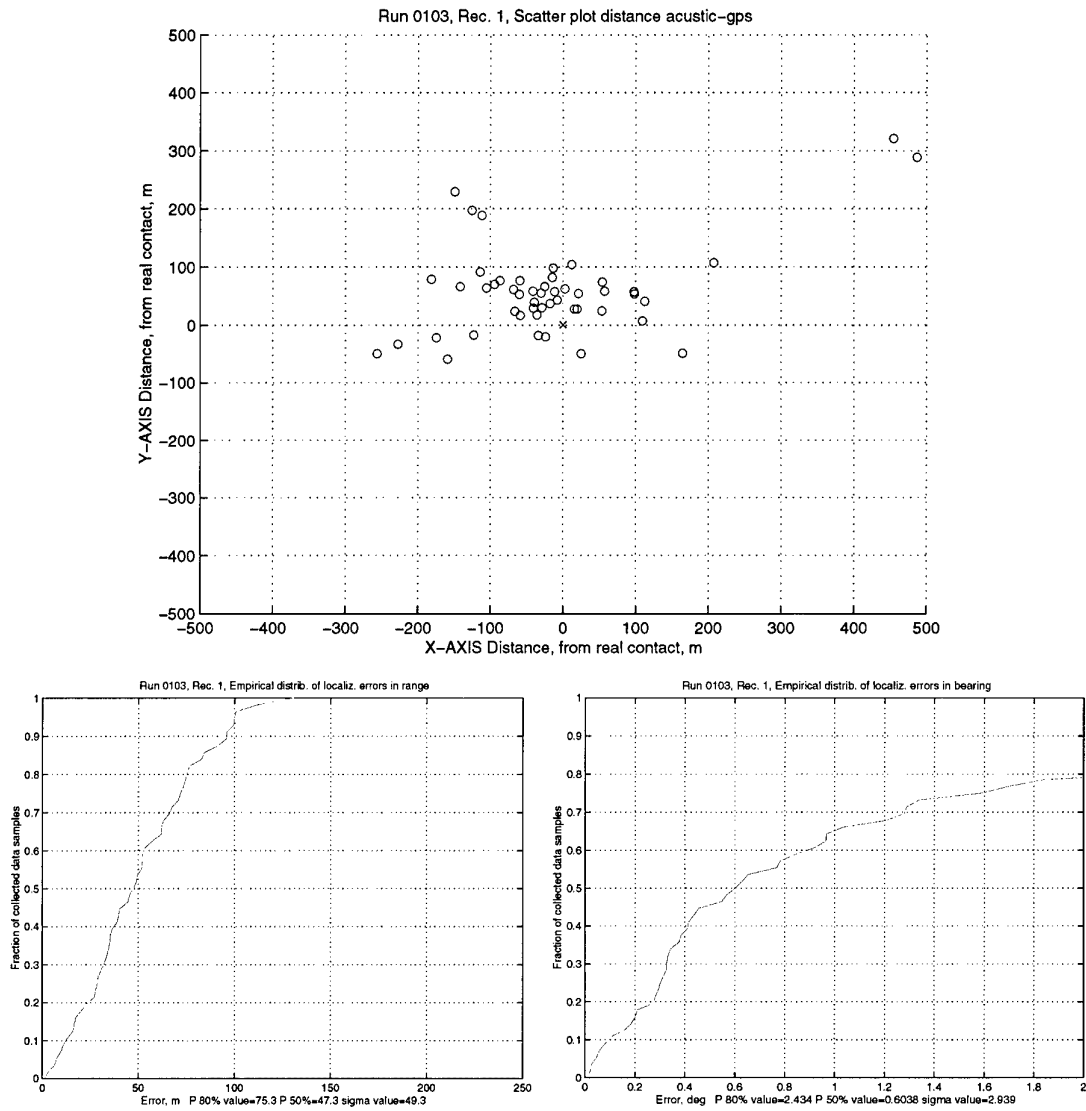 Run 0103, Rec. 1, Scatter plot distance acustic-gps
500
400
300
200
100
0
-100
-200
-300
-400
-500
Y-AXIS Distance, from real contact, m
-500 -400 -300 -200 -100 0 100 200 300 400 500
X-AXIS Distance, from real contact, m
Run 0103, Rec. 1, Empirical distrib. of localiz. errors in range
1
0.9
0.8
0.7
0.6
0.5
0.4
0.3
0.2
0.1
0
Fraction of collected data samples
0 50 100 150 200 250
Error, m P 80% value=75.3 P 50%=47.3 sigma value=49.3
Run 0103, Rec. 1, Empirical distrib. of localiz. errors in bearing
1
0.9
0.8
0.7
0.6
0.5
0.4
0.3
0.2
0.1
0
Fraction of collected data samples
0 0.2 0.4 0.6 0.8 1 1.2 1.4 1.6 1.8 2
Error, deg P 80% value=2.434 P 50% value=0.6038 sigma value=2.939